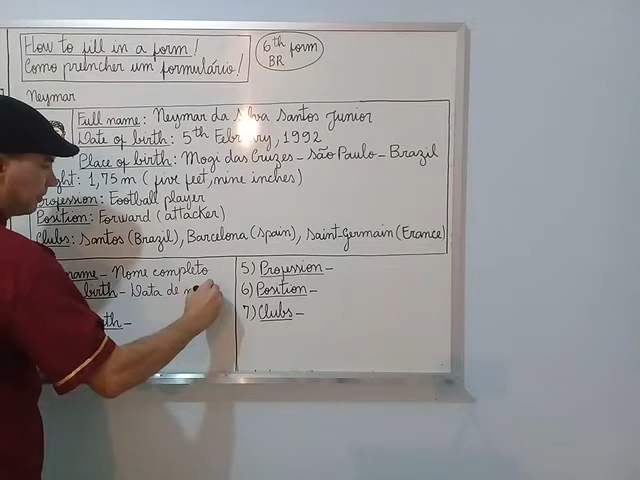 How to fill in a form!
Como preencher um formulário!
6th form
BR
Neymar
Full name: Neymar da Silva Santos Junior
Date of birth: 5th February, 1992
Place of birth: Mogi das Cruzes - São Paulo - Brazil
1,75 m (five feet, nine inches)
Profession: Football player
Position: Forward (attacker)
Clubs: Santos (Brazil), Barcelona (Spain), Saint-Germain (France)
name - Nome completo
birth - Data de
5) Profession -
6) Position -
7) Clubs -